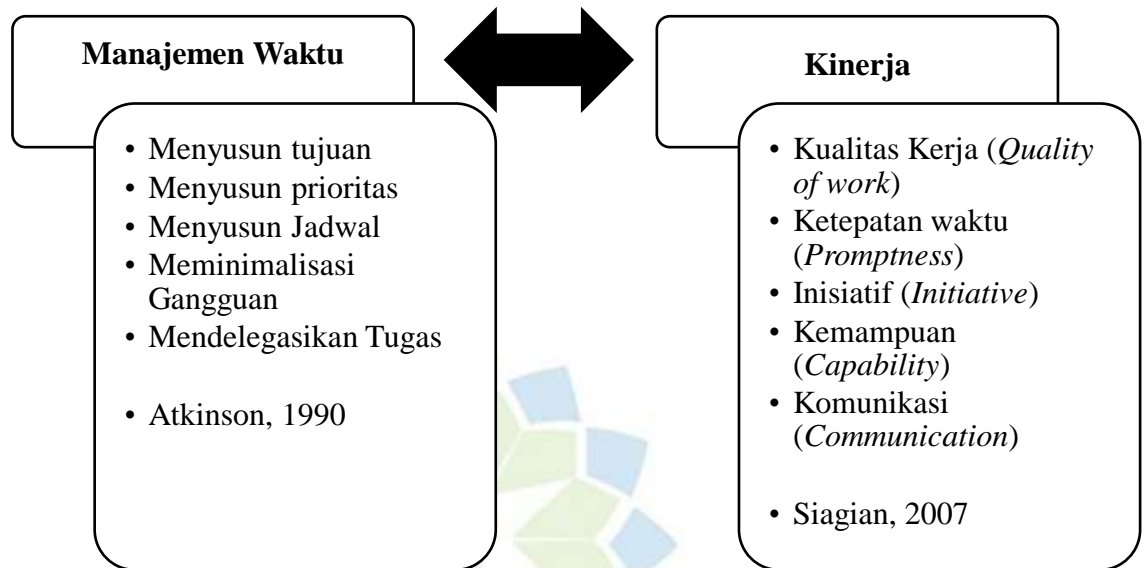 Manajemen Waktu
• Menyusun tujuan
• Menyusun prioritas
• Menyusun Jadwal
• Meminimalisasi
Gangguan
• Mendelegasikan Tugas
• Atkinson, 1990
Kinerja
• Kualitas Kerja (Quality
of work)
• Ketepatan waktu
(Promptness)
• Inisiatif (Initiative)
• Kemampuan
(Capability)
• Komunikasi
(Communication)
• Siagian, 2007